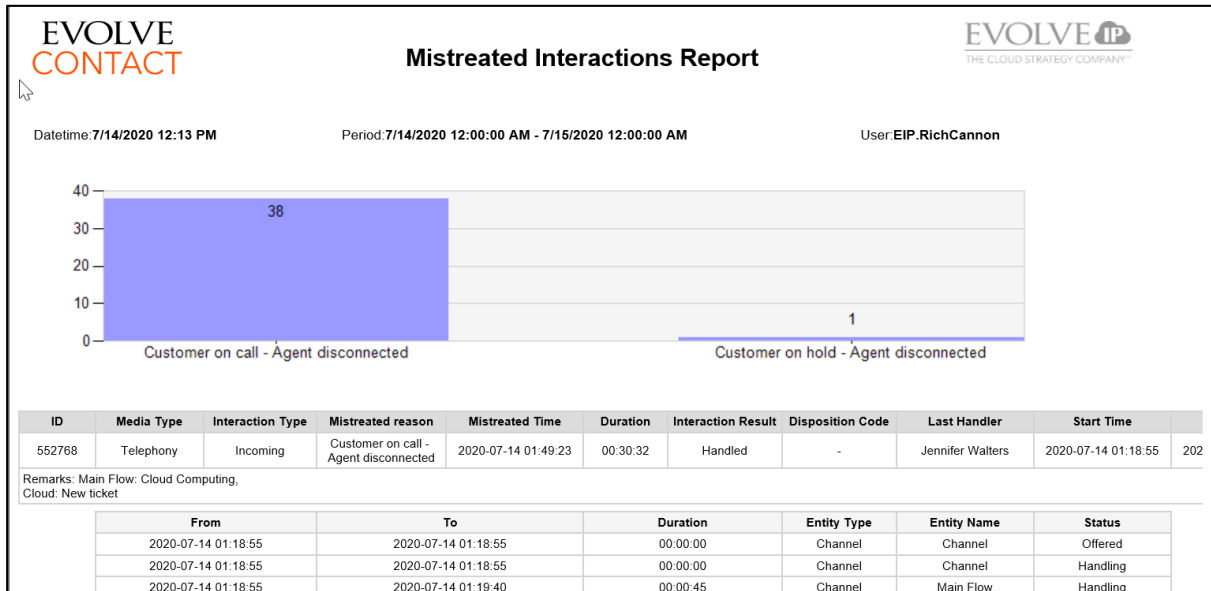 EVOLVE
CONTACT
Mistreated Interactions Report
EVOLVE IP
THE CLOUD STRATEGY COMPANY™
Datetime:7/14/2020 12:13 PM Period:7/14/2020 12:00:00 AM - 7/15/2020 12:00:00 AM User:EIP.RichCannon
40
38
30
20
10
1
0
Customer on call - Agent disconnected Customer on hold - Agent disconnected
ID Media Type Interaction Type Mistreated reason Mistreated Time Duration Interaction Result Disposition Code Last Handler Start Time
552768 Telephony Incoming Customer on call - Agent disconnected 2020-07-14 01:49:23 00:30:32 Handled - Jennifer Walters 2020-07-14 01:18:55 202
Remarks: Main Flow: Cloud Computing,
Cloud: New ticket
From To Duration Entity Type Entity Name Status
2020-07-14 01:18:55 2020-07-14 01:18:55 00:00:00 Channel Channel Offered
2020-07-14 01:18:55 2020-07-14 01:18:55 00:00:00 Channel Channel Handling
2020-07-14 01:18:55 2020-07-14 01:19:40 00:00:45 Channel Main Flow Handling